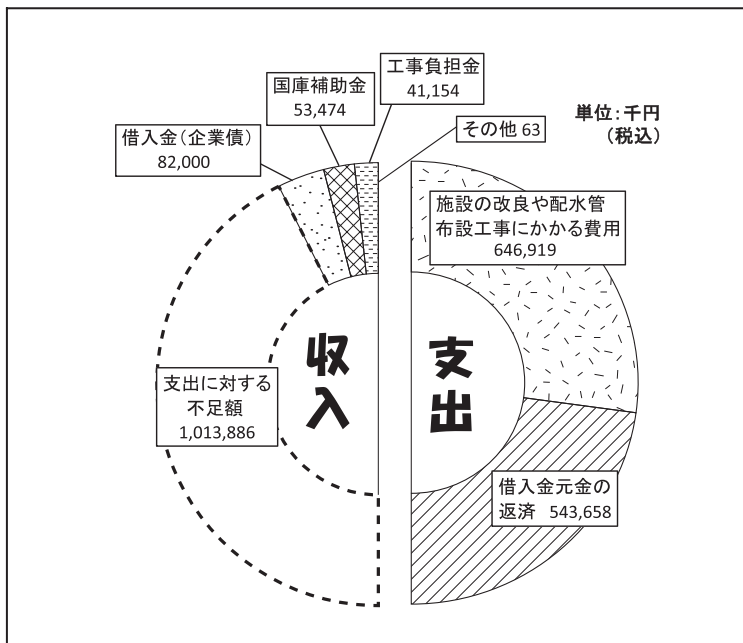 工事負担金
41,154
国庫補助金
53,474
単位:千円
(税込)
その他 63
借入金(企業債)
82,000
施設の改良や配水管
布設工事にかかる費用
646,919
収入
支出
支出に対する
不足額
1,013,886
借入金元金の
返済 543,658